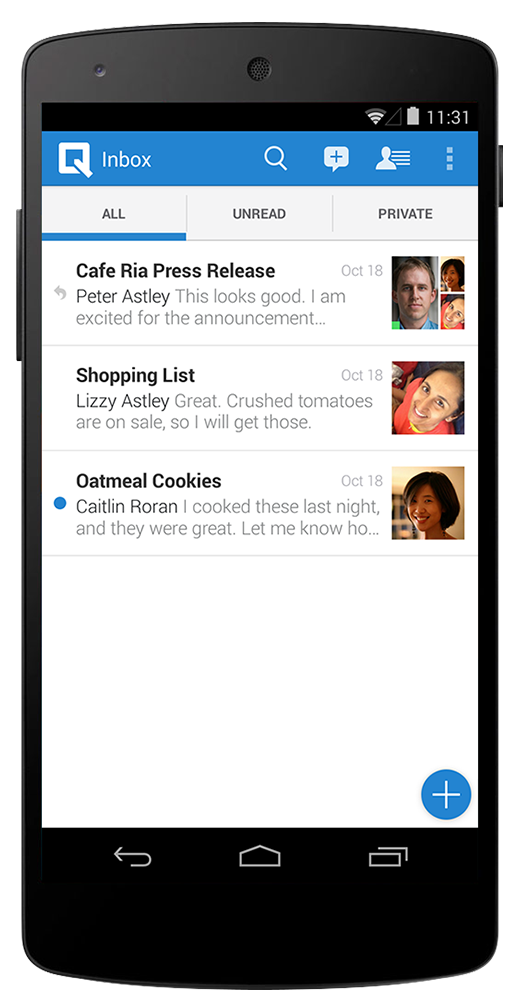 11:31
Inbox
ALL
UNREAD
PRIVATE
Cafe Ria Press Release
Oct 18
Peter Astley This looks good. I am
excited for the announcement...
Shopping List
Oct 18
Lizzy Astley Great. Crushed tomatoes
are on sale, so I will get those.
Oatmeal Cookies
Oct 18
Caitlin Roran I cooked these last night,
and they were great. Let me know ho...